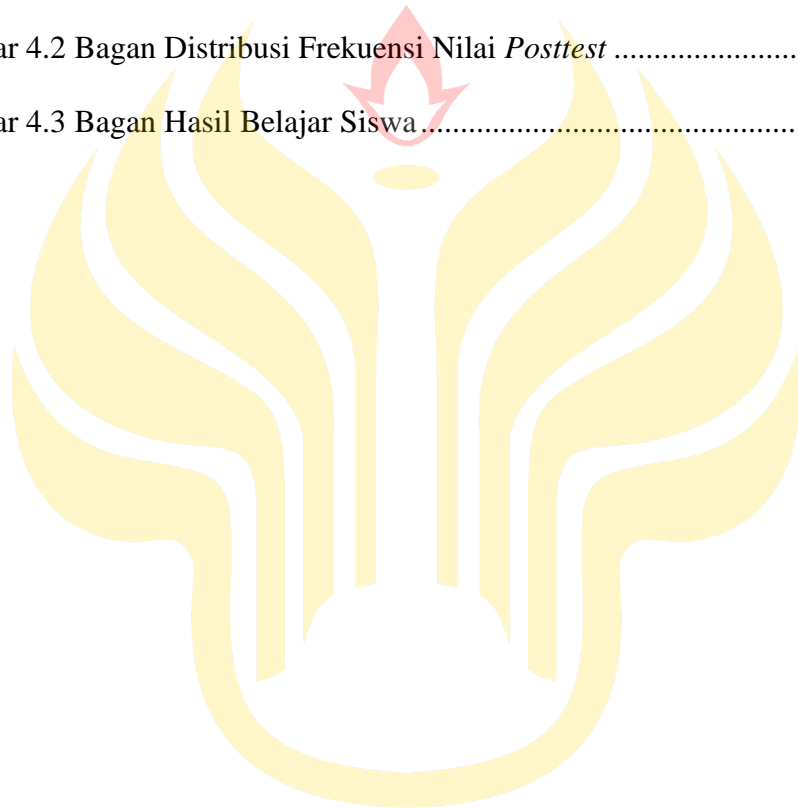 ar 4.2 Bagan Distribusi Frekuensi Nilai Posttest .......................
ar 4.3 Bagan Hasil Belajar Siswa ..............................................